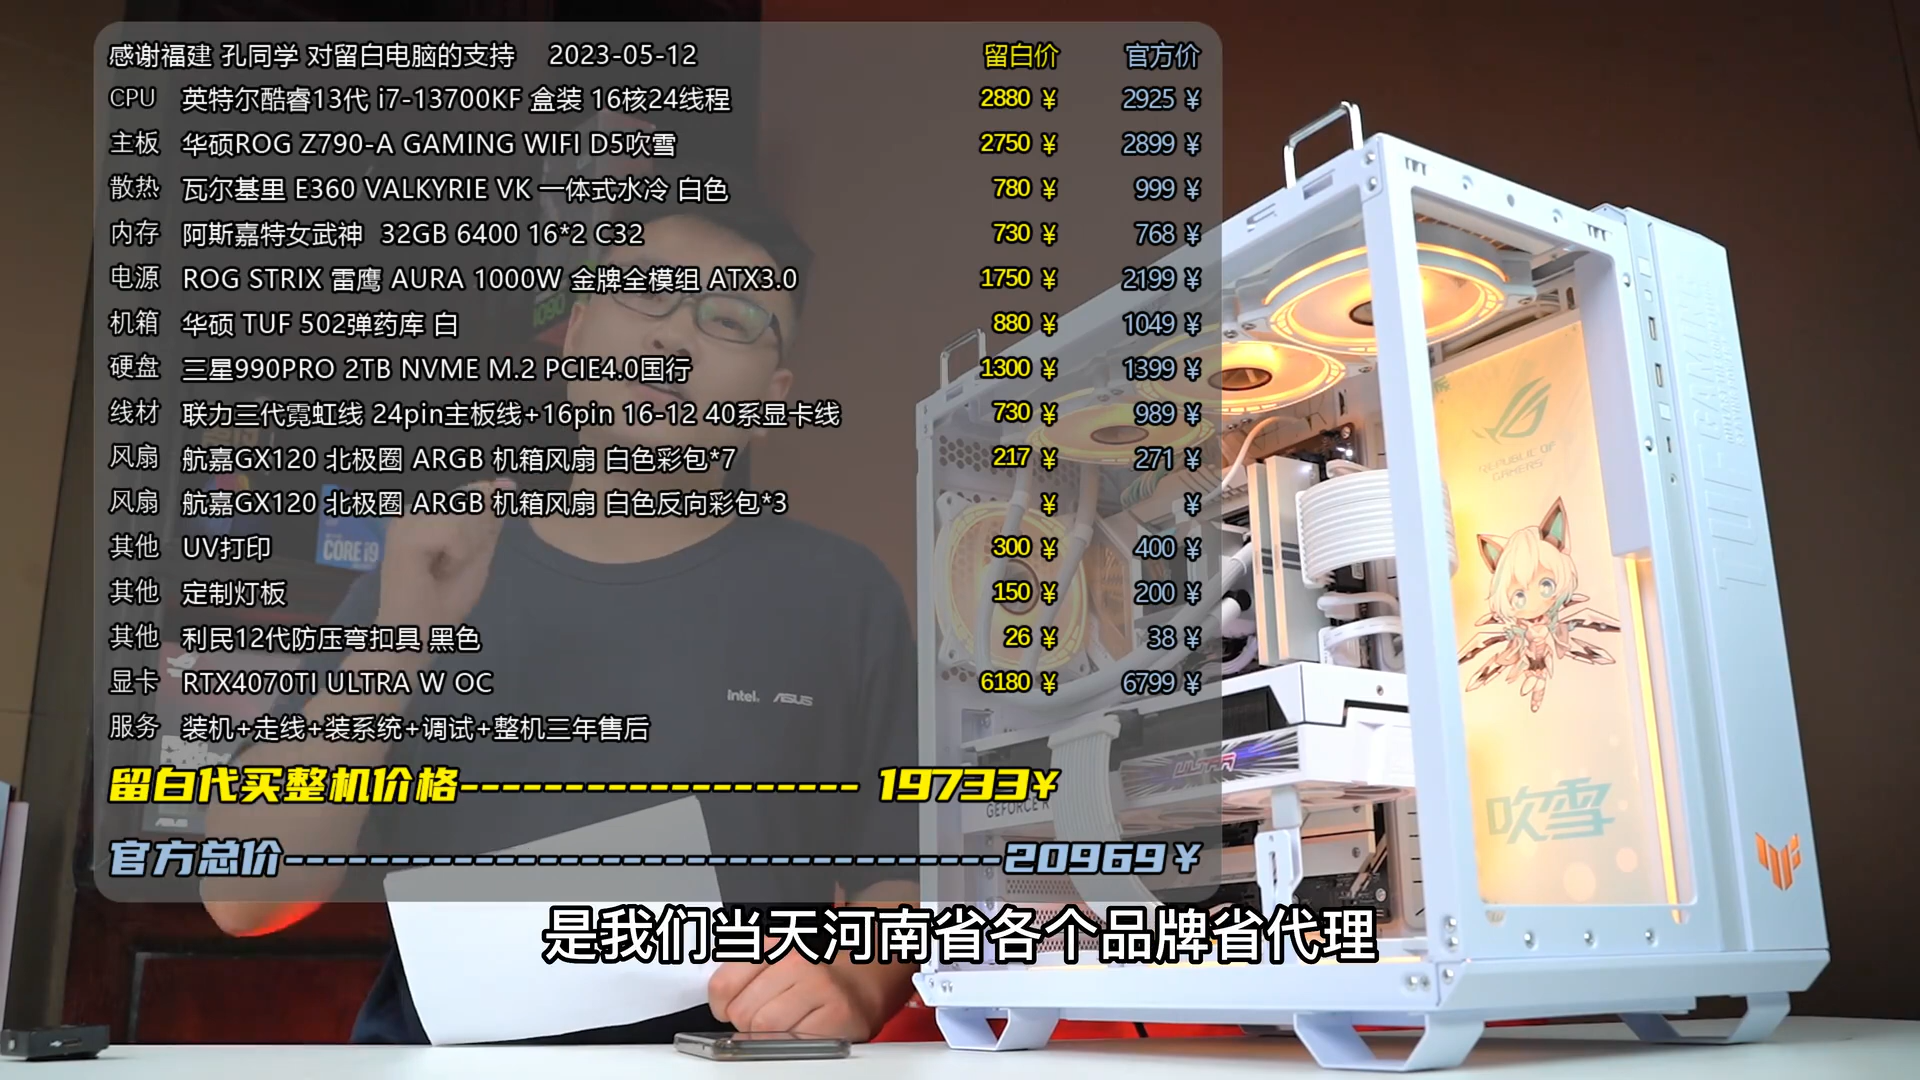 感谢福建 孔同学 对留白电脑的支持 2023-05-12 留白价 官方价
CPU 英特尔酷睿13代 i7-13700KF 盒装 16核24线程 2880 ¥ 2925 ¥
主板 华硕ROG Z790-A GAMING WIFI D5吹雪 2750 ¥ 2899 ¥
散热 瓦尔基里 E360 VALKYRIE VK 一体式水冷 白色 780 ¥ 999 ¥
内存 阿斯嘉特女武神 32GB 6400 16*2 C32 730 ¥ 768 ¥
电源 ROG STRIX 雷鹰 AURA 1000W 金牌全模组 ATX3.0 1750 ¥ 2199 ¥
机箱 华硕 TUF 502弹药库 白 880 ¥ 1049 ¥
硬盘 三星990PRO 2TB NVME M.2 PCIE4.0国行 1300 ¥ 1399 ¥
线材 联力三代霓虹线 24pin主板线+16pin 16-12 40系显卡线 730 ¥ 989 ¥
风扇 航嘉GX120 北极圈 ARGB 机箱风扇 白色彩包*7 217 ¥ 271 ¥
风扇 航嘉GX120 北极圈 ARGB 机箱风扇 白色反向彩包*3 ¥ ¥
其他 UV打印 300 ¥ 400 ¥
其他 定制灯板 150 ¥ 200 ¥
其他 利民12代防压弯扣具 黑色 26 ¥ 38 ¥
显卡 RTX4070TI ULTRA W OC 6180 ¥ 6799 ¥
服务 装机+走线+装系统+调试+整机三年售后
留白代买整机价格------------------- 19733¥
官方总价----------------------------------20969¥
是我们当天河南省各个品牌省代理
CORE i9
intel. ASUS
ASUS
REPUBLIC OF
GAMERS
吹雪
TUF GAMING
ULTRA
GEFORCE R